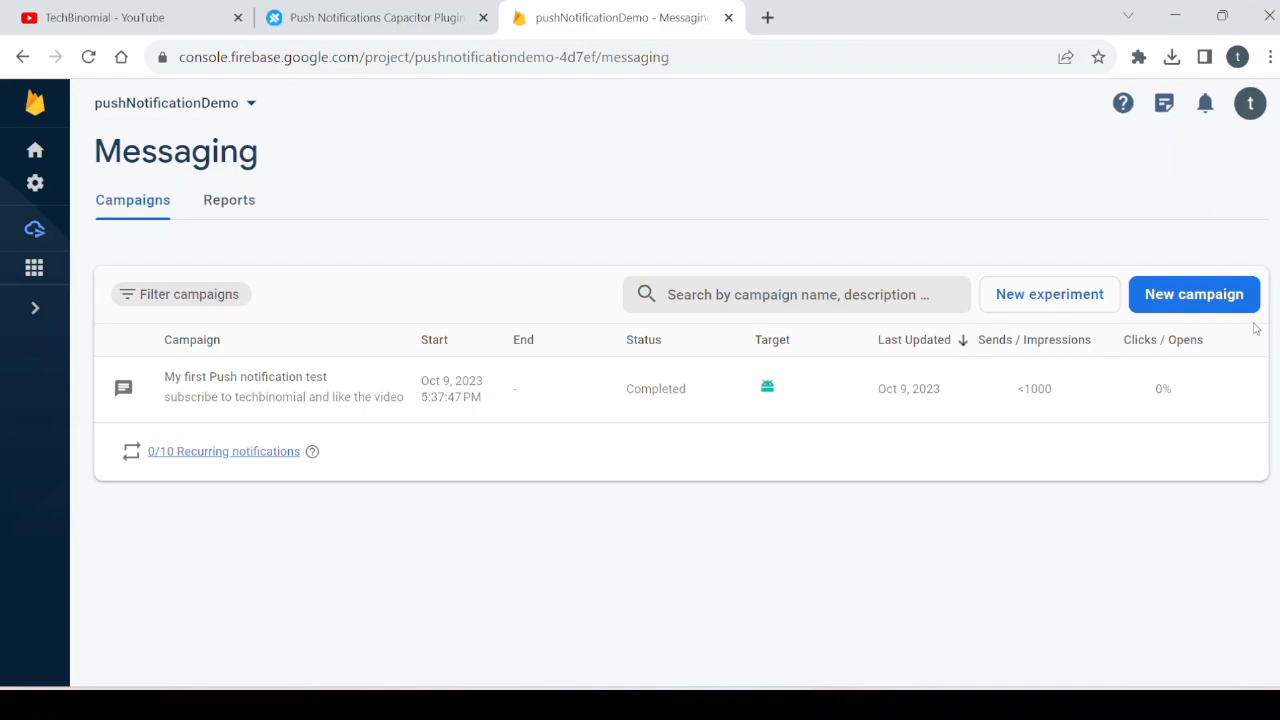 TechBinomial - YouTube
Push Notifications Capacitor Plugin
pushNotificationDemo - Messaging
console.firebase.google.com/project/pushnotificationdemo-4d7ef/messaging
t
pushNotificationDemo
t
Messaging
Campaigns
Reports
Filter campaigns
Search by campaign name, description ...
New experiment
New campaign
Campaign
Start
End
Status
Target
Last Updated
Sends / Impressions
Clicks / Opens
My first Push notification test
subscribe to techbinomial and like the video
Oct 9, 2023
5:37:47 PM
-
Completed
Oct 9, 2023
<1000
0%
0/10 Recurring notifications